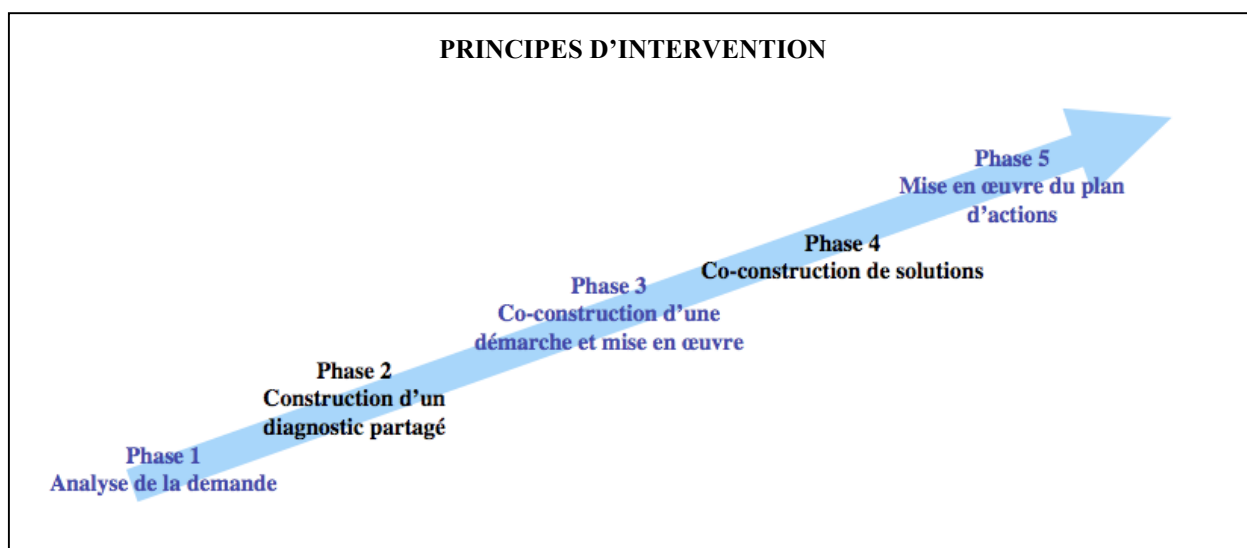 PRINCIPES D’INTERVENTION
Phase 5
Mise en œuvre du plan
d’actions
Phase 4
Co-construction de solutions
Phase 3
Co-construction d’une
démarche et mise en œuvre
Phase 2
Construction d’un
diagnostic partagé
Phase 1
Analyse de la demande